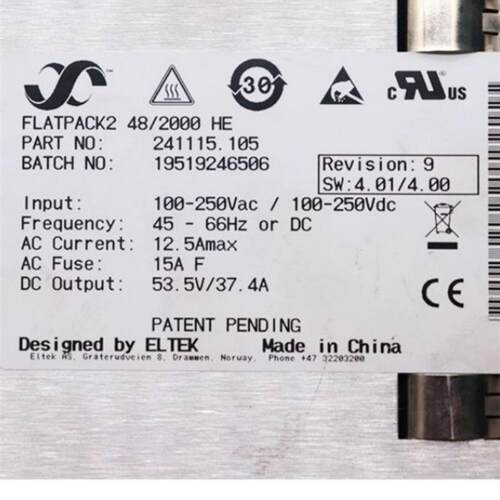 ™
30
c RU us
FLATPACK2 48/2000 HE
PART NO: 241115.105
BATCH NO: 19519246506
Revision: 9
SW:4.01/4.00
Input: 100-250Vac / 100-250Vdc
Frequency: 45 - 66Hz or DC
AC Current: 12.5Amax
AC Fuse: 15A F
DC Output: 53.5V/37.4A
CE
PATENT PENDING
Designed by ELTEK Made in China
Eltek AS, Gråterudveien 8, Drammen, Norway, Phone +47 32203200